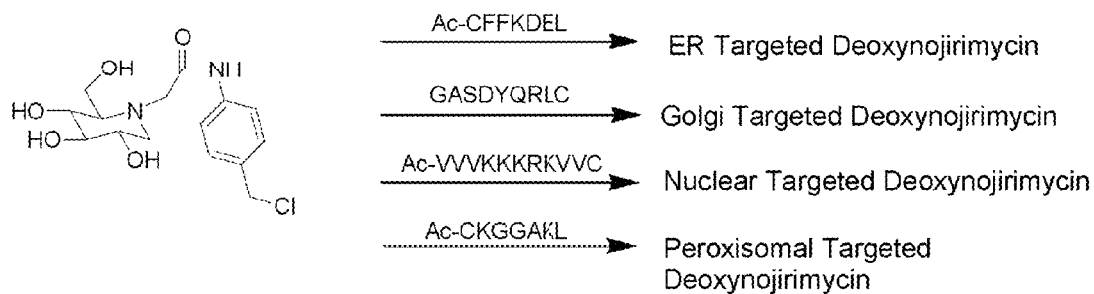 Ac-CFFKDEL
ER Targeted Deoxynojirimycin
O
NH
OH
HO
N
HO
OH
Cl
GASDYQRLC
Golgi Targeted Deoxynojirimycin
Ac-VVVKKKRKVVC
Nuclear Targeted Deoxynojirimycin
Ac-CKGGAKL
Peroxisomal Targeted
Deoxynojirimycin